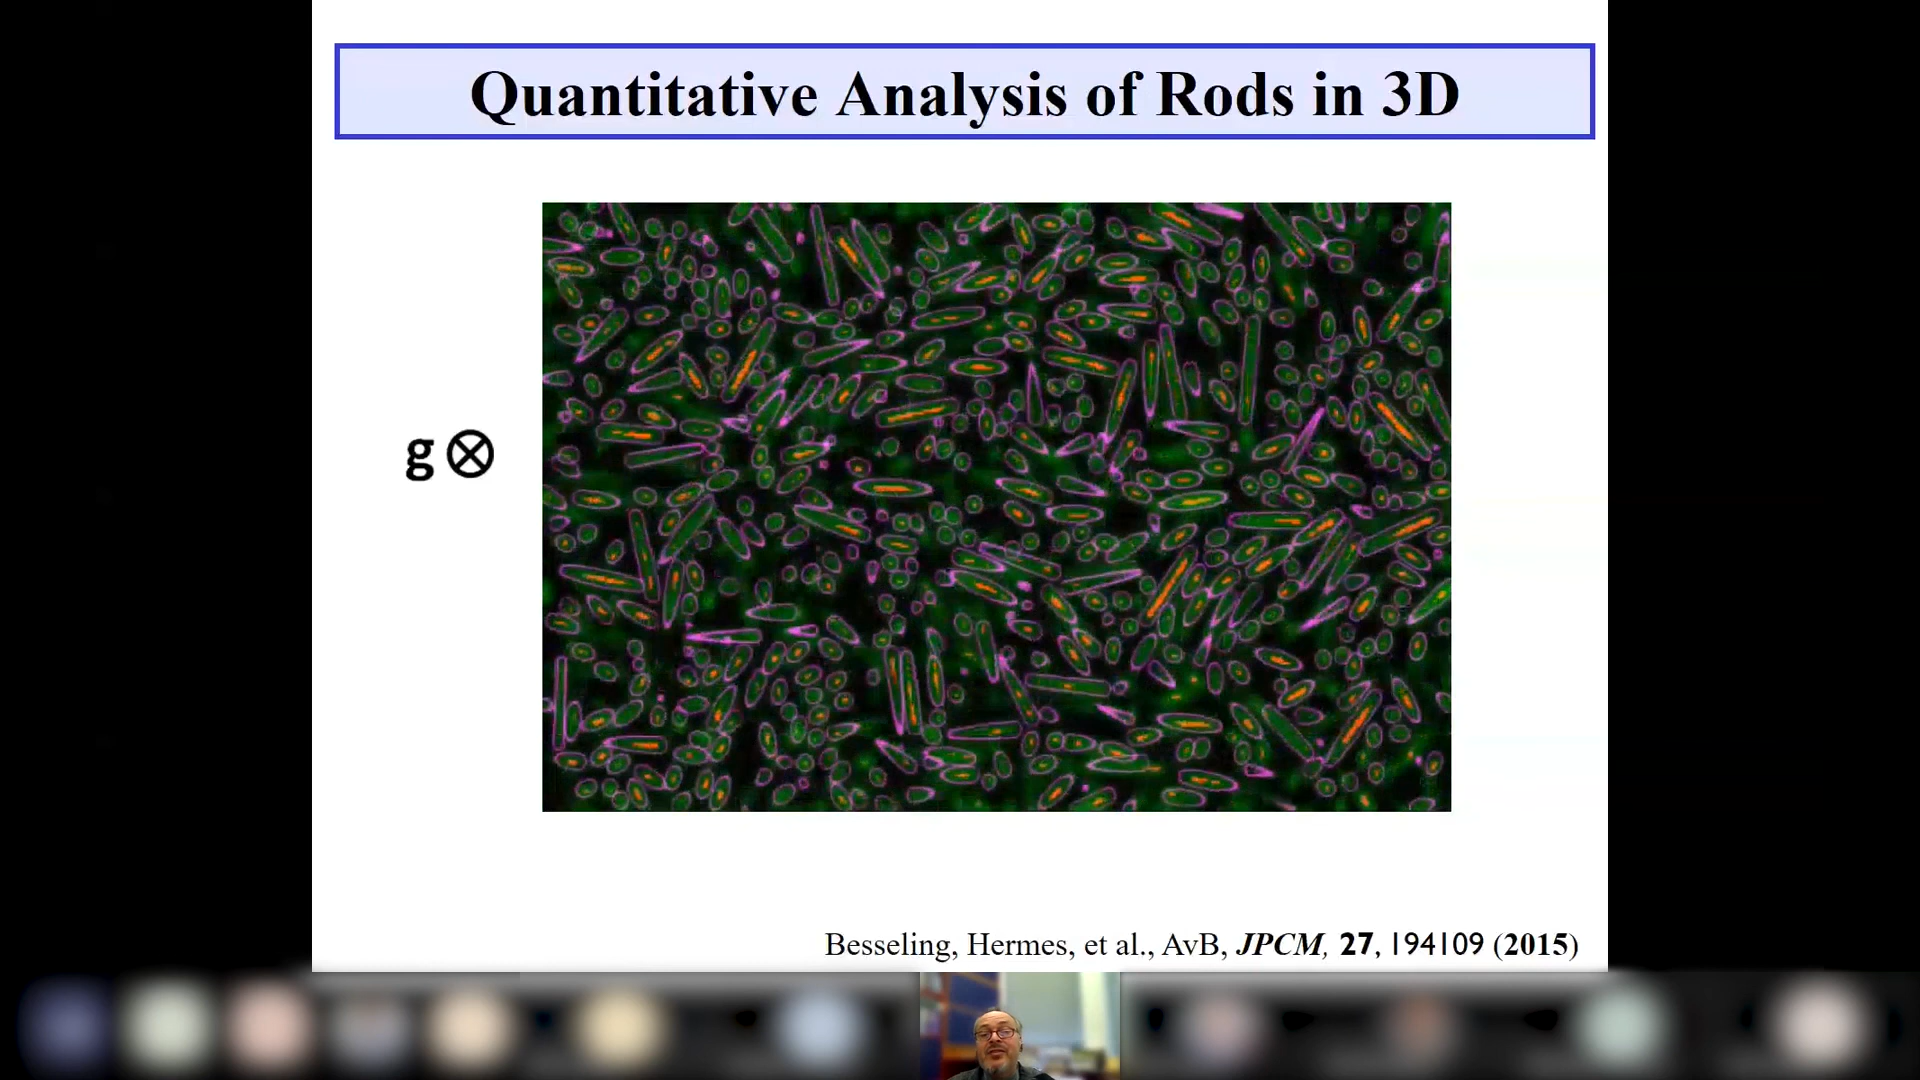 Quantitative Analysis of Rods in 3D
g
Besseling, Hermes, et al., AvB, JPCM, 27, 194109 (2015)